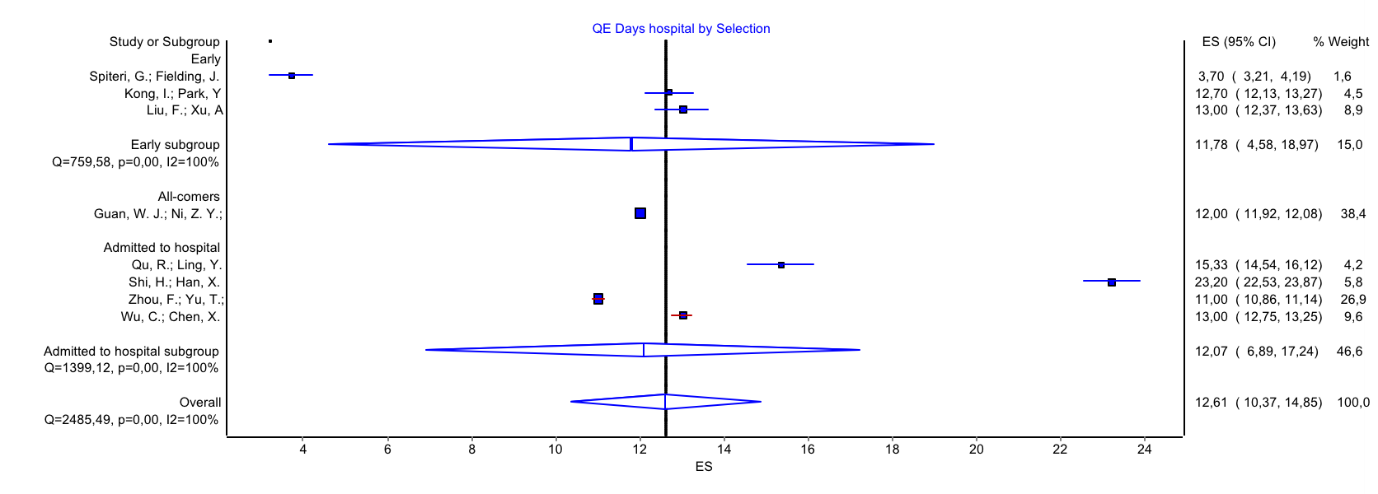 QE Days hospital by Selection
Study or Subgroup ES (95% CI) % Weight
Early
Spiteri, G.; Fielding, J. 3,70 ( 3,21, 4,19) 1,6
Kong, I.; Park, Y 12,70 ( 12,13, 13,27) 4,5
Liu, F.; Xu, A 13,00 ( 12,37, 13,63) 8,9
Early subgroup 11,78 ( 4,58, 18,97) 15,0
Q=759,58, p=0,00, I2=100%
All-comers
Guan, W. J.; Ni, Z. Y.; 12,00 ( 11,92, 12,08) 38,4
Admitted to hospital
Qu, R.; Ling, Y. 15,33 ( 14,54, 16,12) 4,2
Shi, H.; Han, X. 23,20 ( 22,53, 23,87) 5,8
Zhou, F.; Yu, T.; 11,00 ( 10,86, 11,14) 26,9
Wu, C.; Chen, X. 13,00 ( 12,75, 13,25) 9,6
Admitted to hospital subgroup 12,07 ( 6,89, 17,24) 46,6
Q=1399,12, p=0,00, I2=100%
Overall 12,61 ( 10,37, 14,85) 100,0
Q=2485,49, p=0,00, I2=100%
4 6 8 10 12 14 16 18 20 22 24
ES